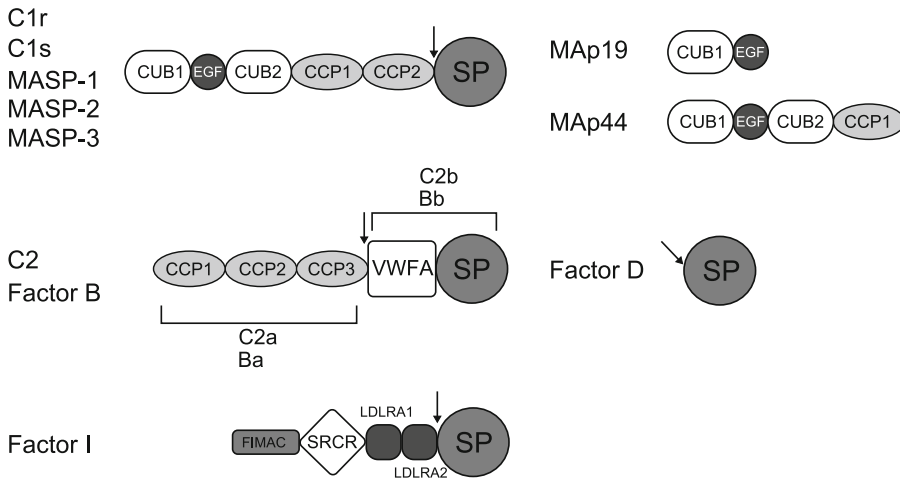 C1r
C1s
MASP-1
MASP-2
MASP-3
CUB1 EGF CUB2 CCP1 CCP2 SP
MAp19
CUB1 EGF
MAp44
CUB1 EGF CUB2 CCP1
C2b
Bb
C2
Factor B
CCP1 CCP2 CCP3 VWFA SP
C2a
Ba
Factor D
SP
Factor I
LDLRA1
FIMAC SRCR SP
LDLRA2